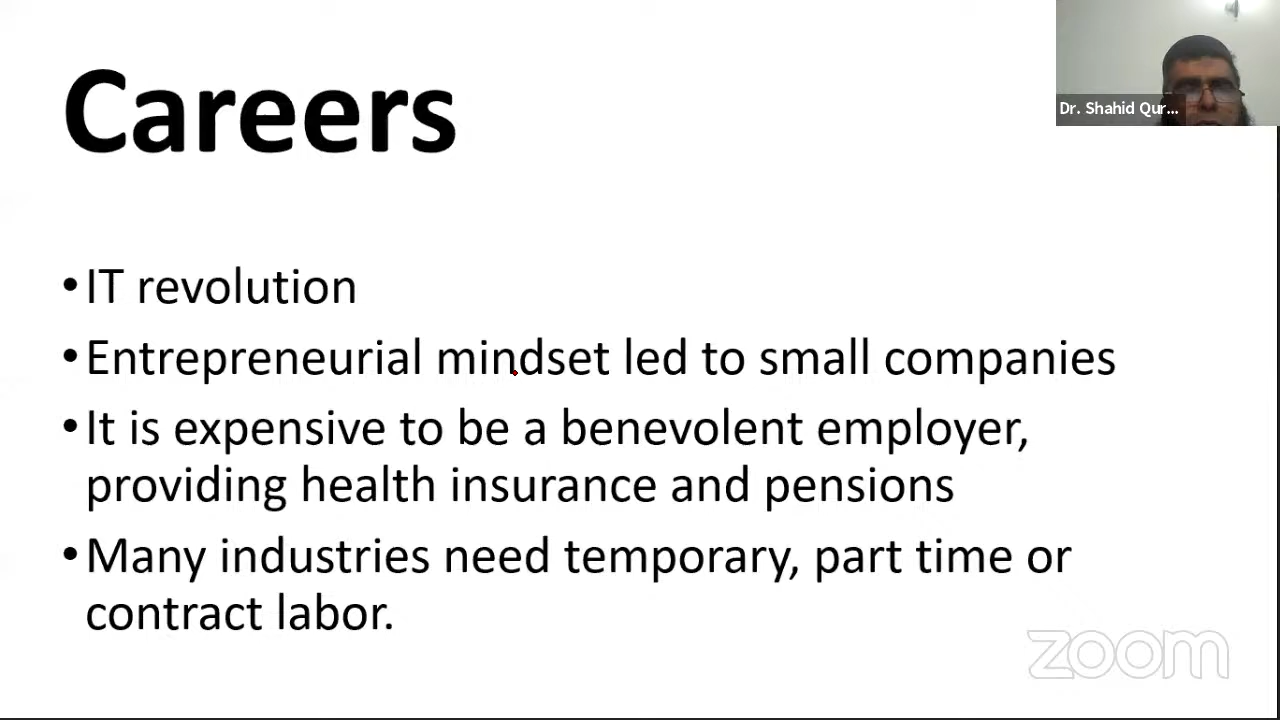 Careers
Dr. Shahid Qur...
•IT revolution
•Entrepreneurial mindset led to small companies
•It is expensive to be a benevolent employer,
providing health insurance and pensions
•Many industries need temporary, part time or
contract labor.
zoom